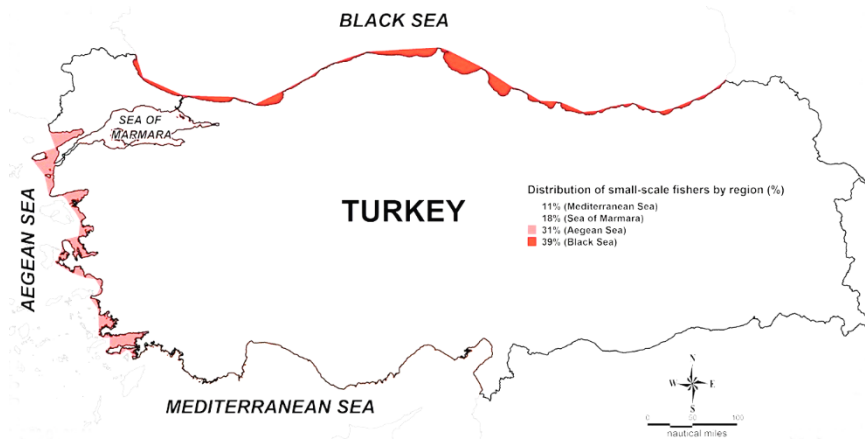 BLACK SEA
SEA OF
MARMARA
AEGEAN SEA
TURKEY
Distribution of small-scale fishers by region (%)
11% (Mediterranean Sea)
18% (Sea of Marmara)
31% (Aegean Sea)
39% (Black Sea)
MEDITERRANEAN SEA
N
W E
S
0 50 100
nautical miles